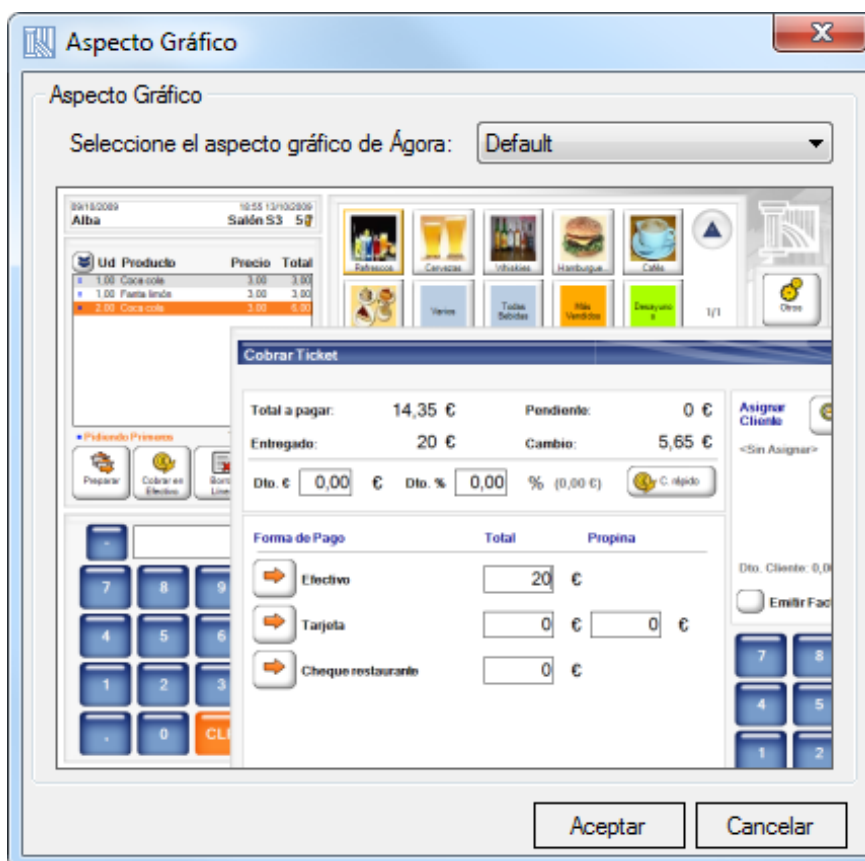 Aspecto Gráfico
Aspecto Gráfico
Seleccione el aspecto gráfico de Ágora: Default
09/10/2009 18:55 13/10/2009
Alba Salón S3 5
Ud Producto Precio Total
1,00 Coca cola 3,00 3,00
1,00 Fanta limón 3,00 3,00
2,00 Coca cola 3,00 6,00
Refrescos Cervezas Whiskies Hamburgue... Cafés
Varios Todas Bebidas Más Vendidos Desayuno s 1/1
Otros
Pidiendo Primeros
Preparar Cobrar en Efectivo
-
7 8 9
4 5 6
1 2 3
. 0 CL
Cobrar Ticket
Total a pagar: 14,35 € Pendiente: 0 €
Entregado: 20 € Cambio: 5,65 €
Dto. € 0,00 € Dto. % 0,00 % (0,00 €) C. rápido
Forma de Pago Total Propina
Efectivo 20 €
Tarjeta 0 € 0 €
Cheque restaurante 0 €
Asignar Cliente
<Sin Asignar>
Dto. Cliente: 0,0
Emitir Fac
7 8
4 5
1 2
Aceptar Cancelar